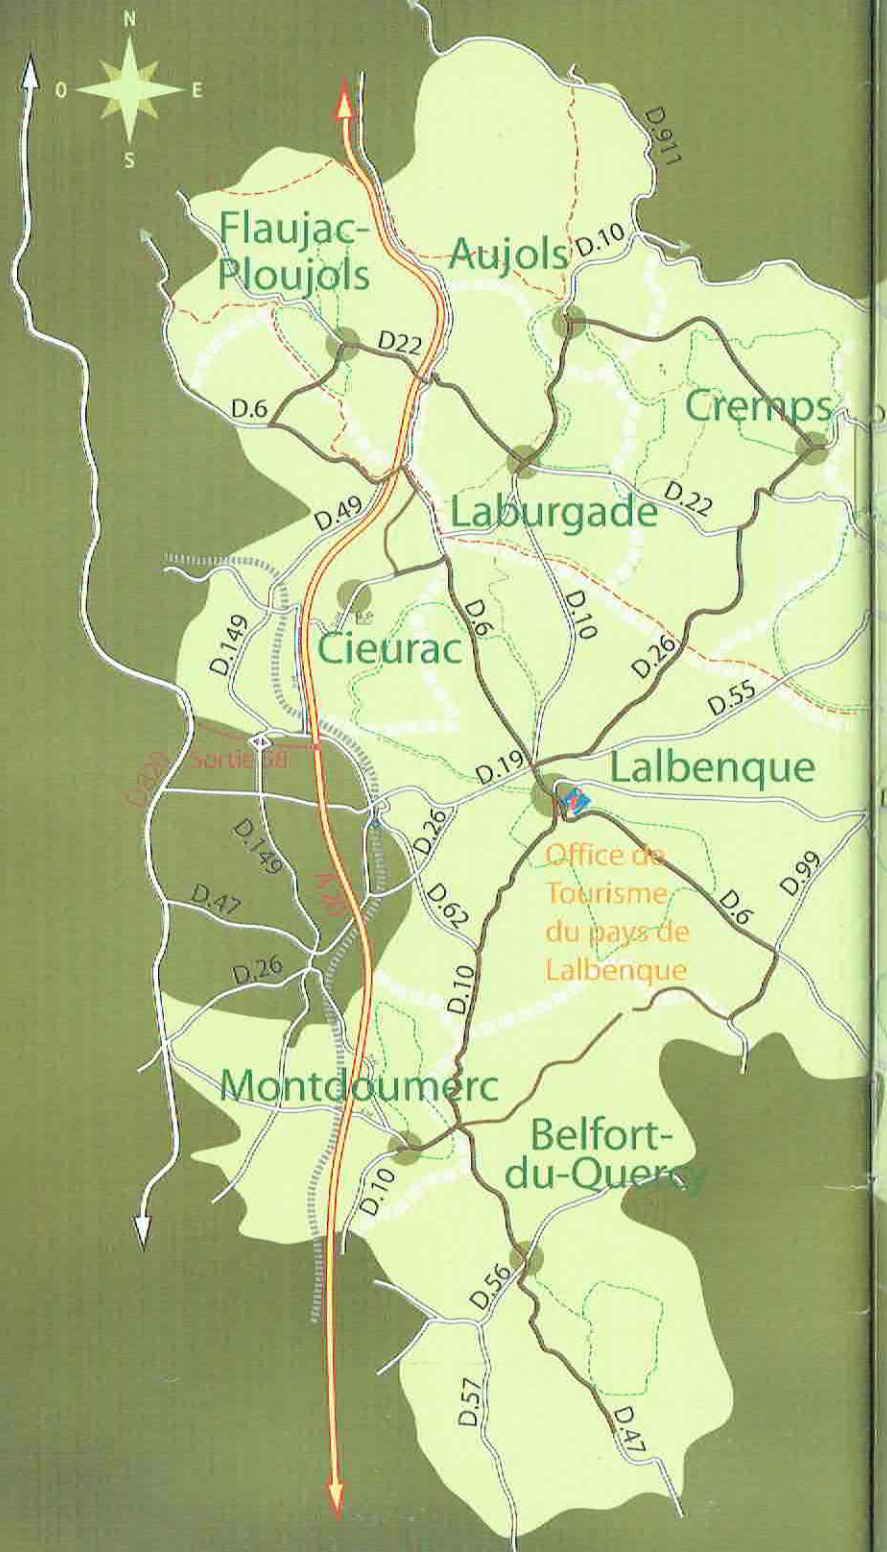 N
O
E
S
D.911
Flaujac-
Ploujols
Aujols
D.10
D22
D.6
Cremps
D.49
Laburgade
D.22
D.149
D.6
D.10
Cieurac
D.26
D.55
Sortie 58
D.820
D.19
Lalbenque
D.149
D.26
Office de
Tourisme
du pays de
Lalbenque
D.99
A 20
D.47
D.62
D.6
D.26
D.10
Montdoumerc
Belfort-
du-Quercy
D.10
D.56
D.57
D.47